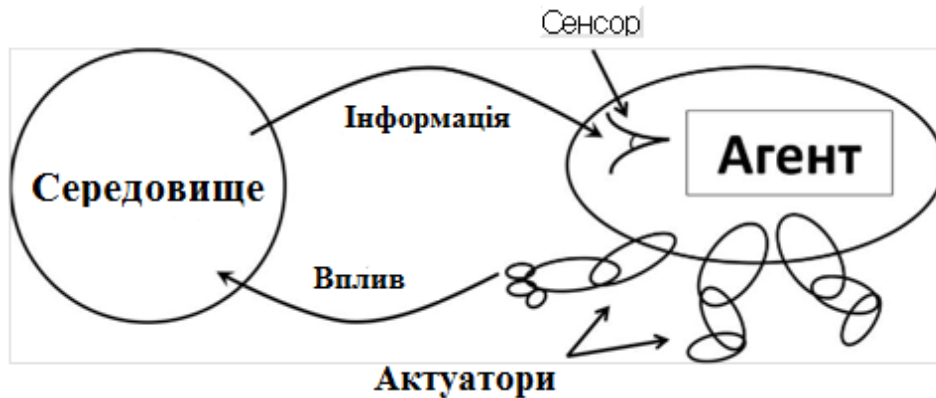 Сенсор
Інформація
Агент
Середовище
Вплив
Актуатори